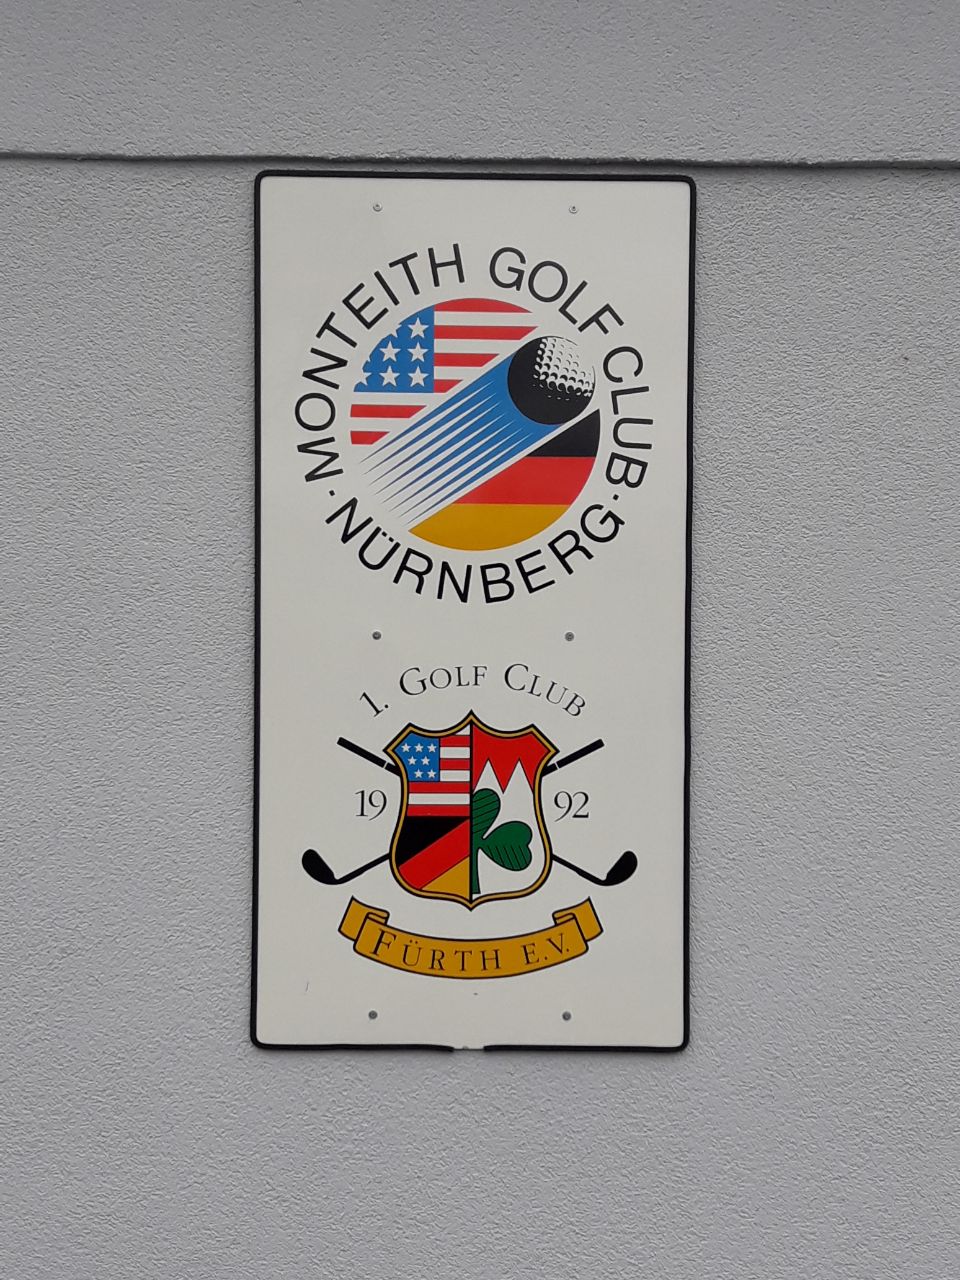 MONTEITH GOLF CLUB
· NÜRNBERG ·
1. GOLF CLUB
19 92
FÜRTH E.V.